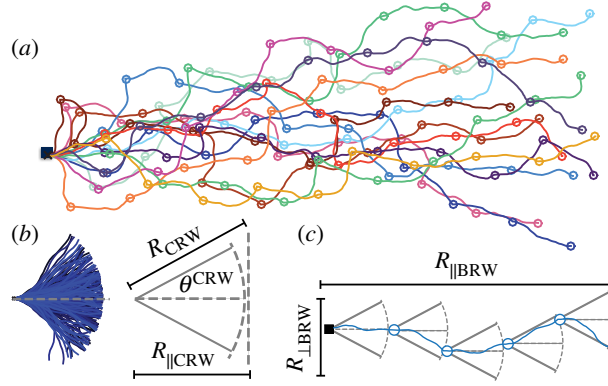 (a)
(b)
R_CRW
θ^CRW
R_||CRW
(c)
R_||BRW
R_⊥BRW